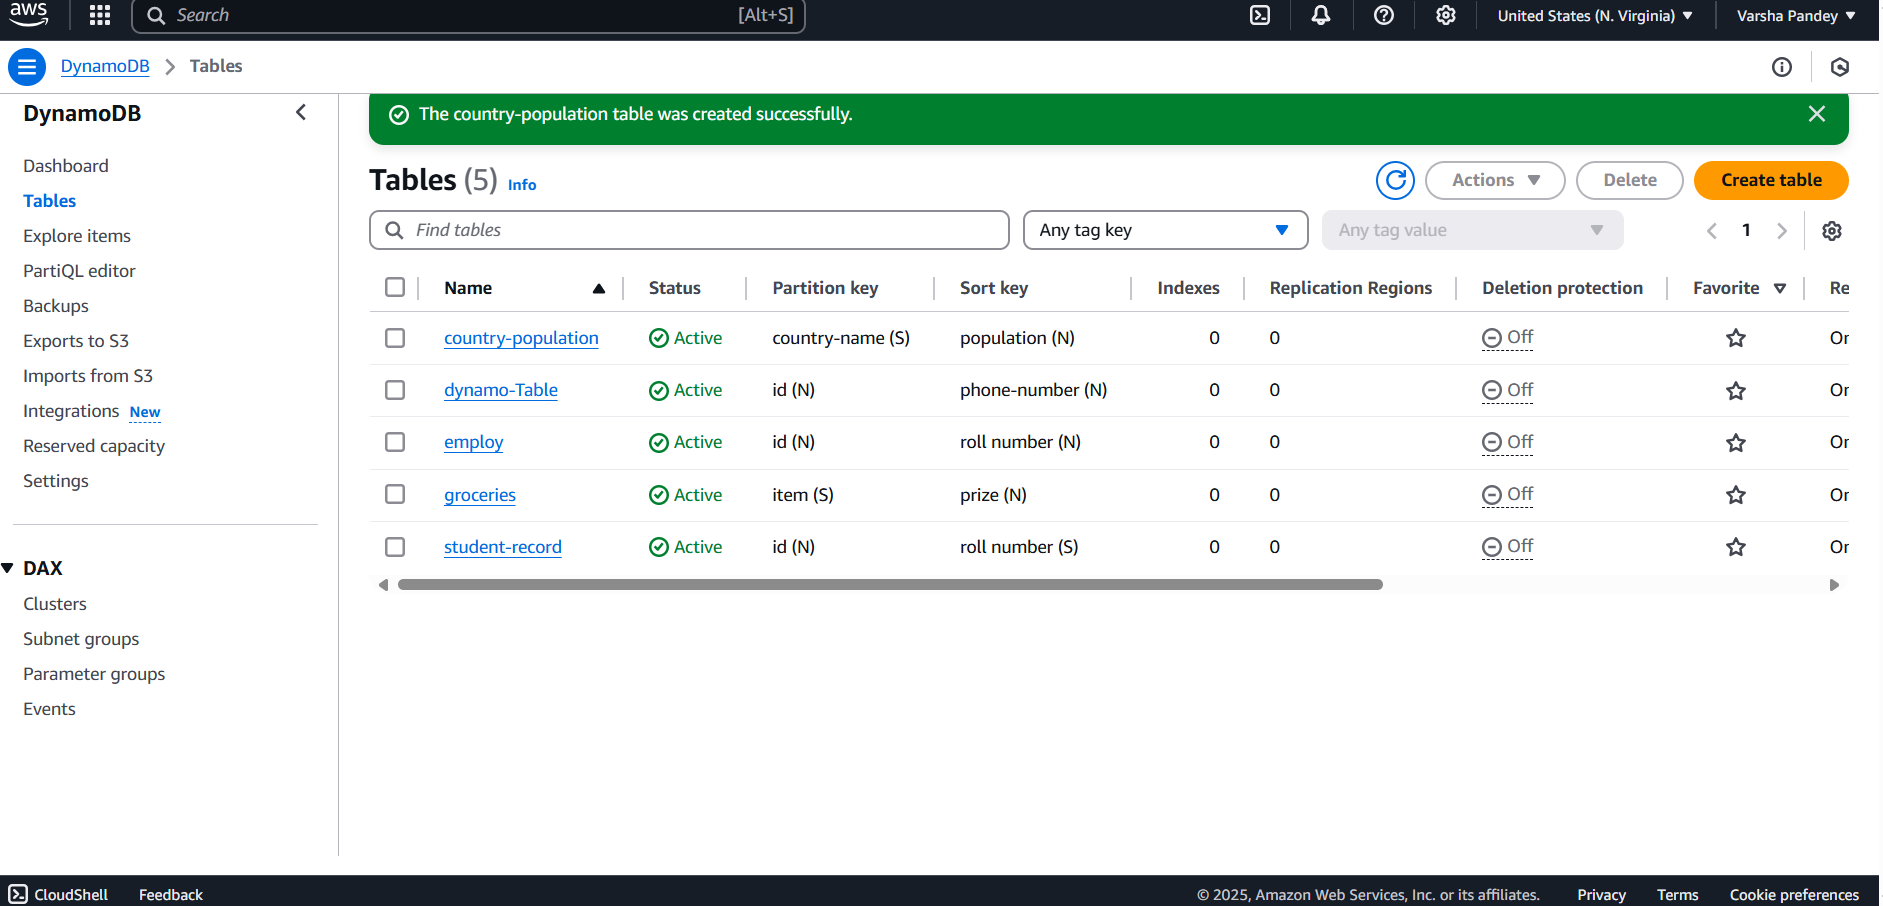 aws Search [Alt+S] United States (N. Virginia) Varsha Pandey
DynamoDB Tables
DynamoDB
Dashboard
Tables
Explore items
PartiQL editor
Backups
Exports to S3
Imports from S3
Integrations New
Reserved capacity
Settings
DAX
Clusters
Subnet groups
Parameter groups
Events
The country-population table was created successfully.
Tables (5) Info Actions Delete Create table
Find tables Any tag key Any tag value 1
Name Status Partition key Sort key Indexes Replication Regions Deletion protection Favorite Re
country-population Active country-name (S) population (N) 0 0 Off Or
dynamo-Table Active id (N) phone-number (N) 0 0 Off Or
employ Active id (N) roll number (N) 0 0 Off Or
groceries Active item (S) prize (N) 0 0 Off Or
student-record Active id (N) roll number (S) 0 0 Off Or
CloudShell Feedback © 2025, Amazon Web Services, Inc. or its affiliates. Privacy Terms Cookie preferences